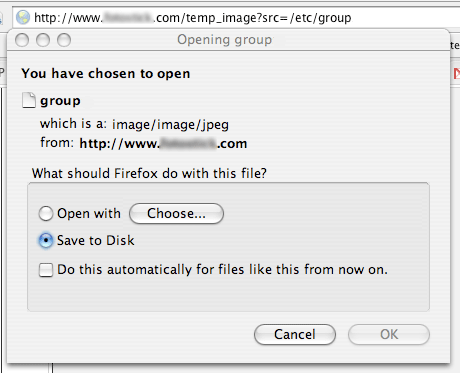 http://www. .com/temp_image?src=/etc/group
Opening group
You have chosen to open
group
which is a: image/image/jpeg
from: http://www. .com
What should Firefox do with this file?
Open with Choose...
Save to Disk
Do this automatically for files like this from now on.
Cancel OK